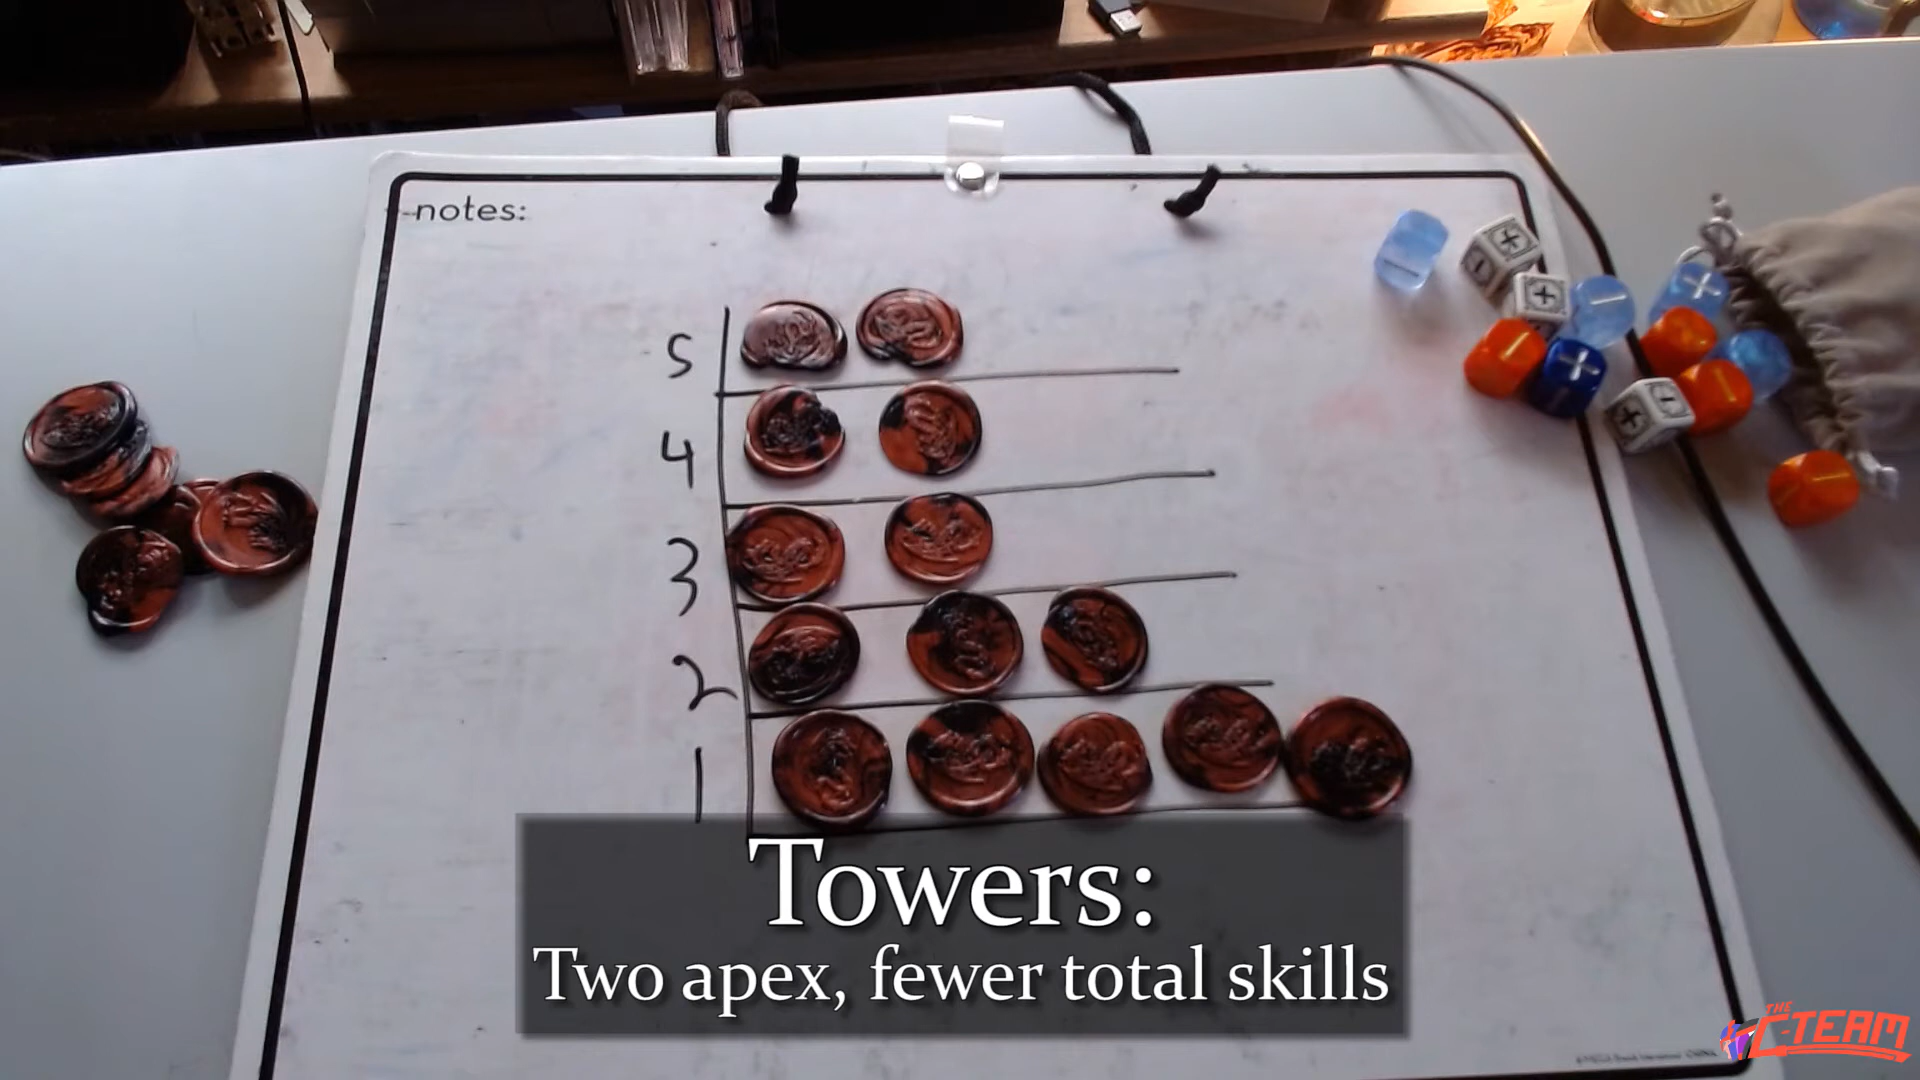 notes:
5
4
3
2
1
Towers:
Two apex, fewer total skills
THE
C-TEAM